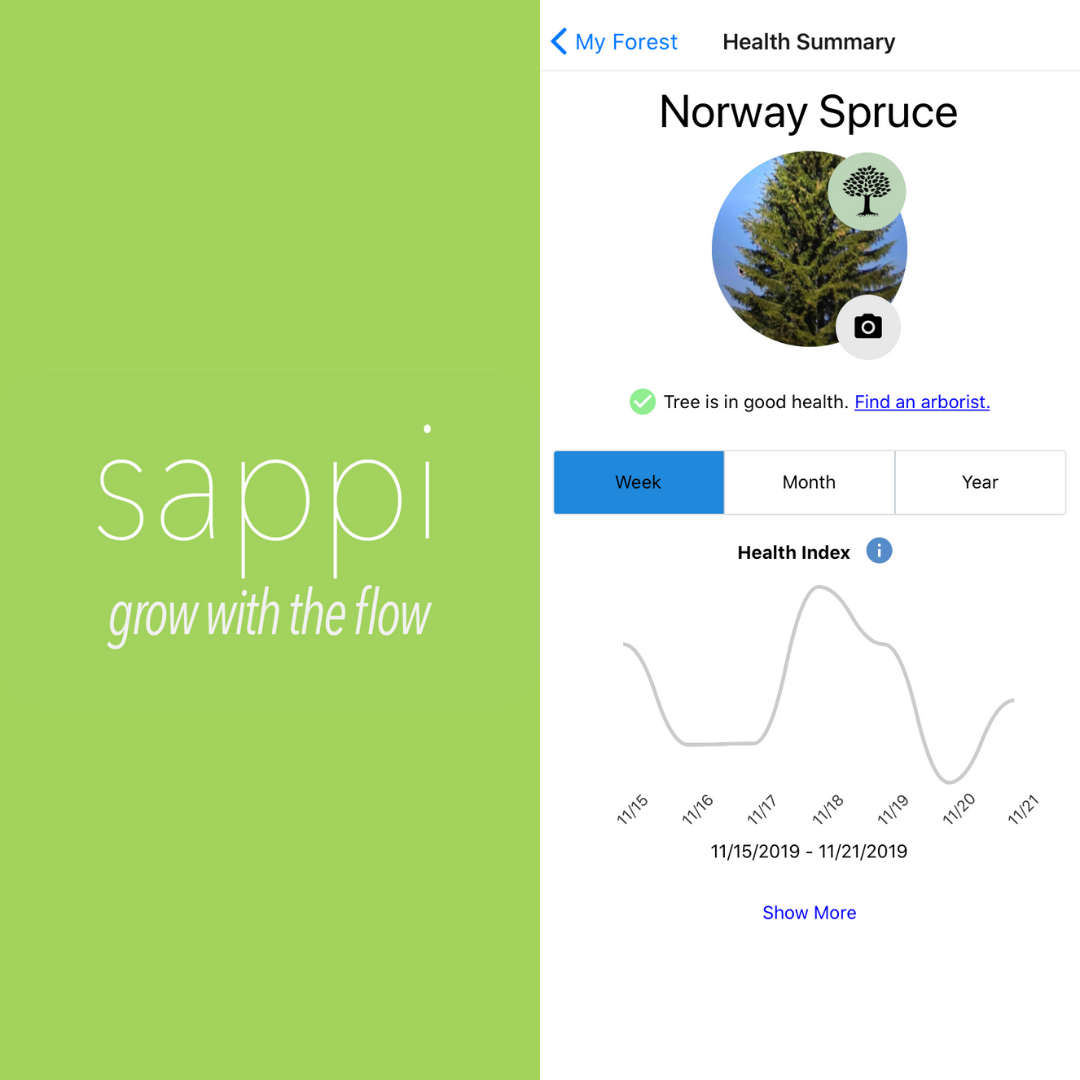 sappi
grow with the flow
My Forest
Health Summary
Norway Spruce
Tree is in good health. Find an arborist.
Week
Month
Year
Health Index
11/15
11/16
11/17
11/18
11/19
11/20
11/21
11/15/2019 - 11/21/2019
Show More